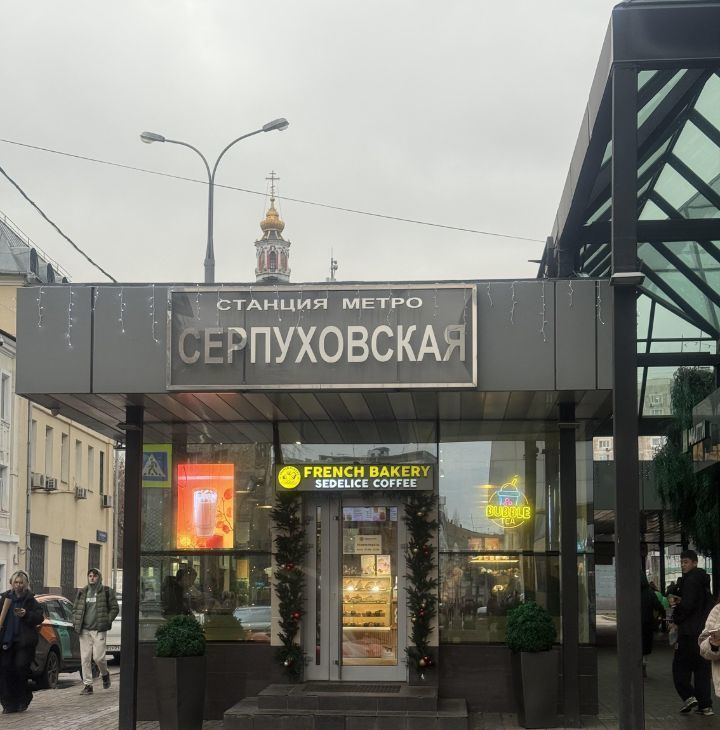 СТАНЦИЯ МЕТРО
СЕРПУХОВСКАЯ
FRENCH BAKERY
SEDELICE COFFEE
BUBBLE
TEA